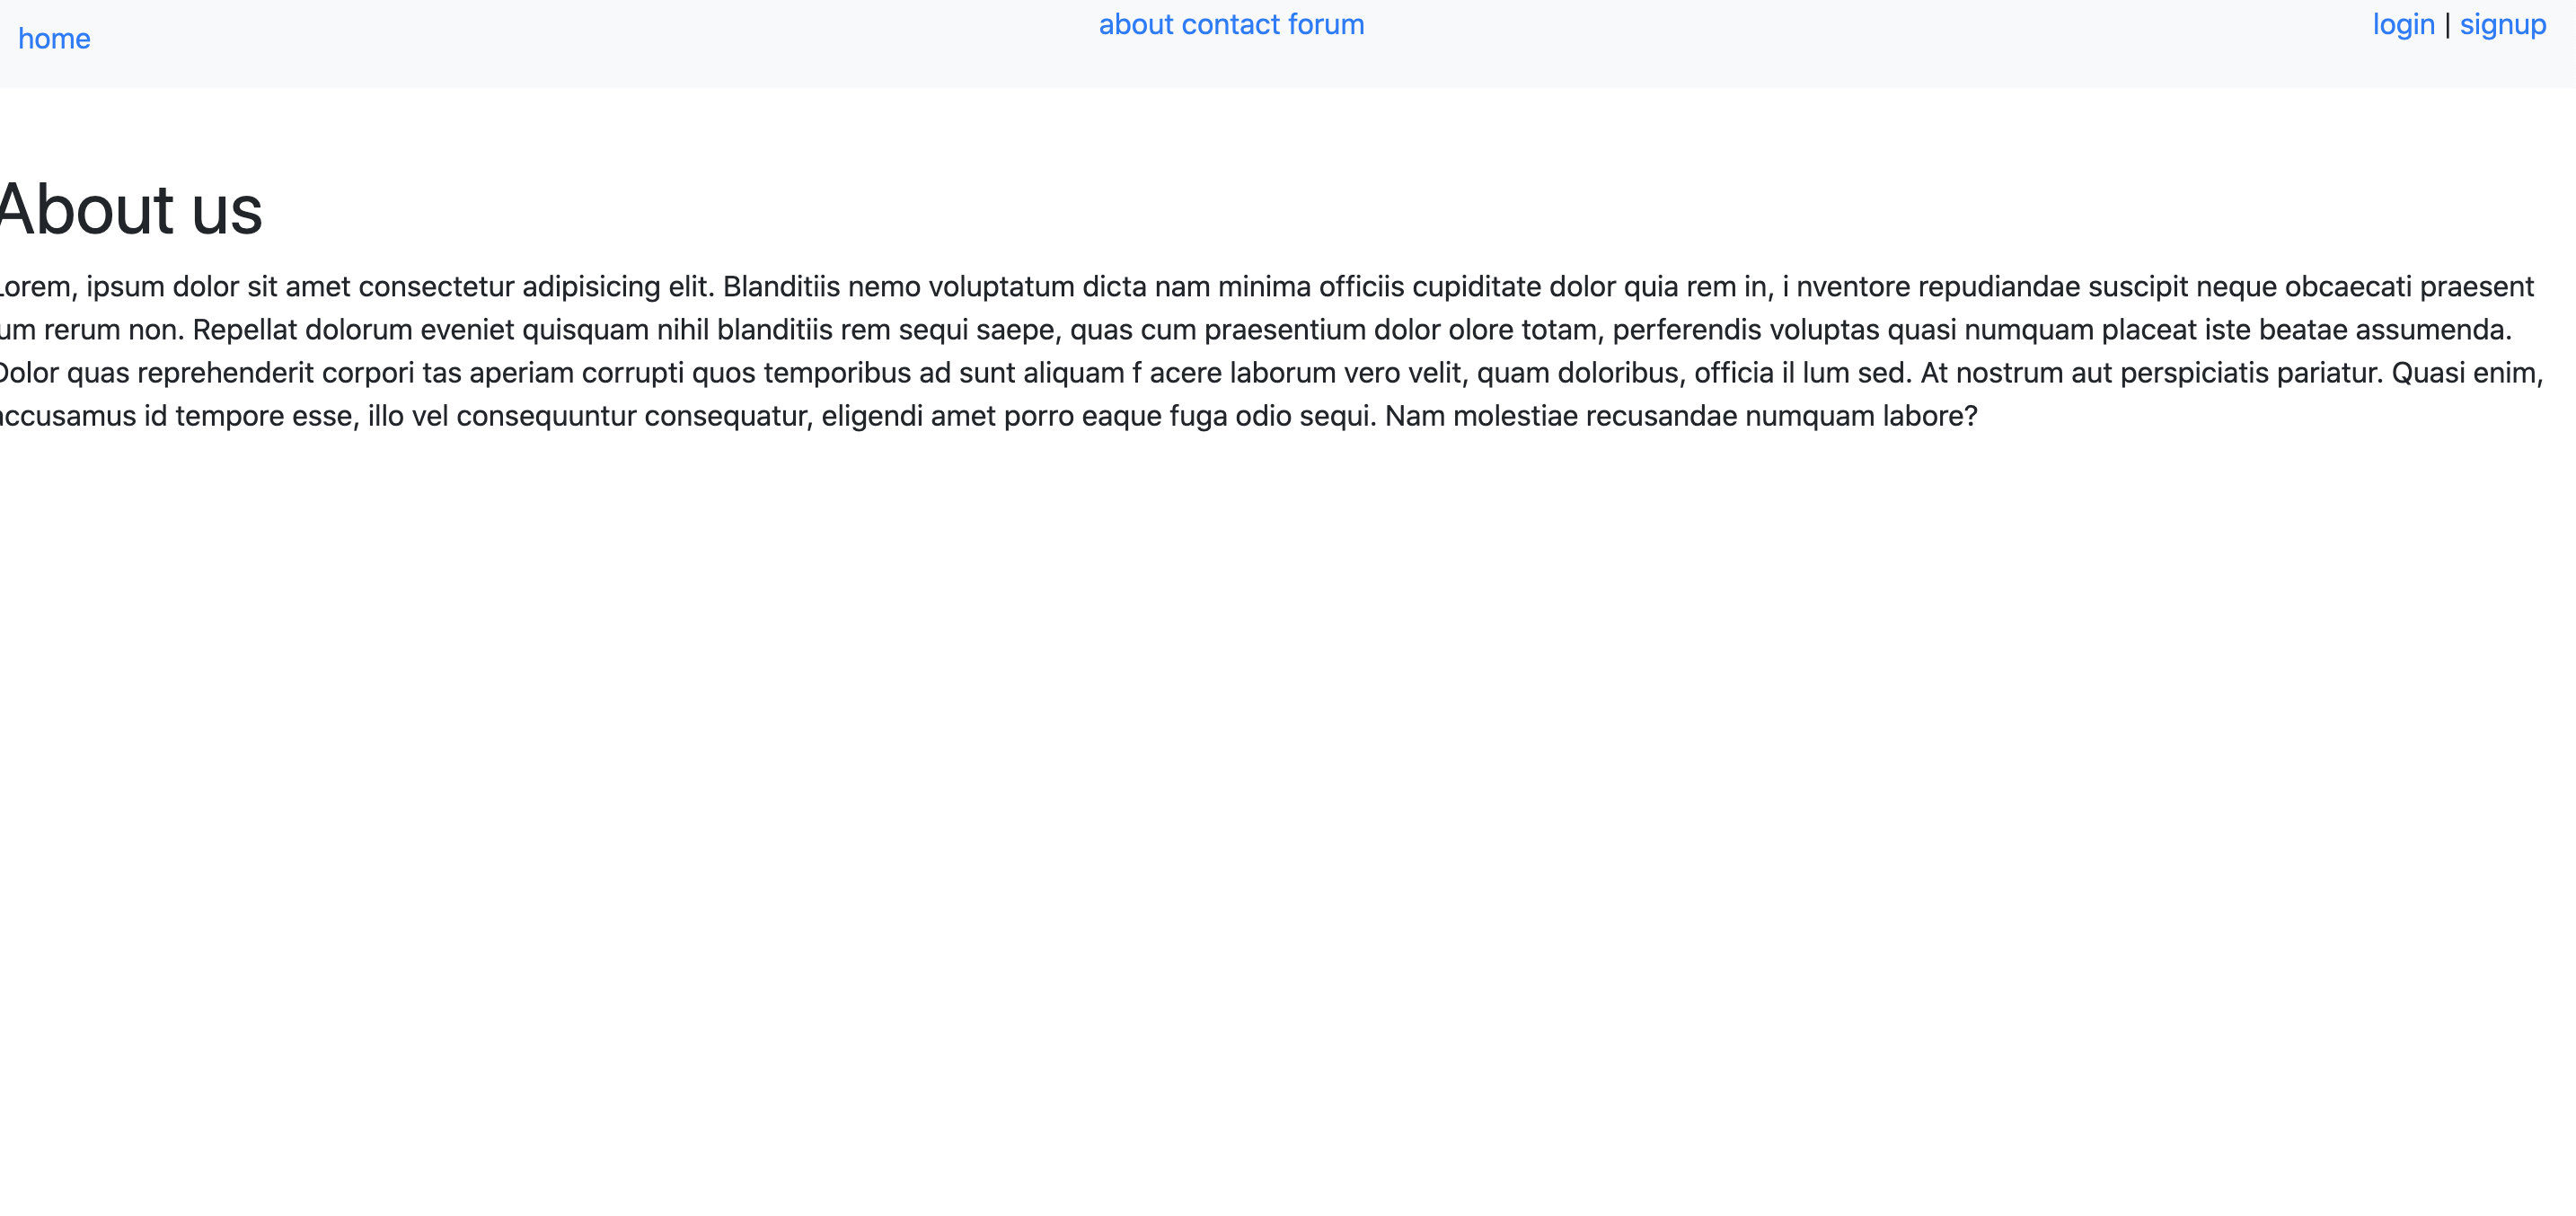 home
about contact forum
login | signup
About us
Lorem, ipsum dolor sit amet consectetur adipisicing elit. Blanditiis nemo voluptatum dicta nam minima officiis cupiditate dolor quia rem in, i nventore repudiandae suscipit neque obcaecati praesent
ium rerum non. Repellat dolorum eveniet quisquam nihil blanditiis rem sequi saepe, quas cum praesentium dolor olore totam, perferendis voluptas quasi numquam placeat iste beatae assumenda.
Dolor quas reprehenderit corpori tas aperiam corrupti quos temporibus ad sunt aliquam f acere laborum vero velit, quam doloribus, officia il lum sed. At nostrum aut perspiciatis pariatur. Quasi enim,
accusamus id tempore esse, illo vel consequuntur consequatur, eligendi amet porro eaque fuga odio sequi. Nam molestiae recusandae numquam labore?